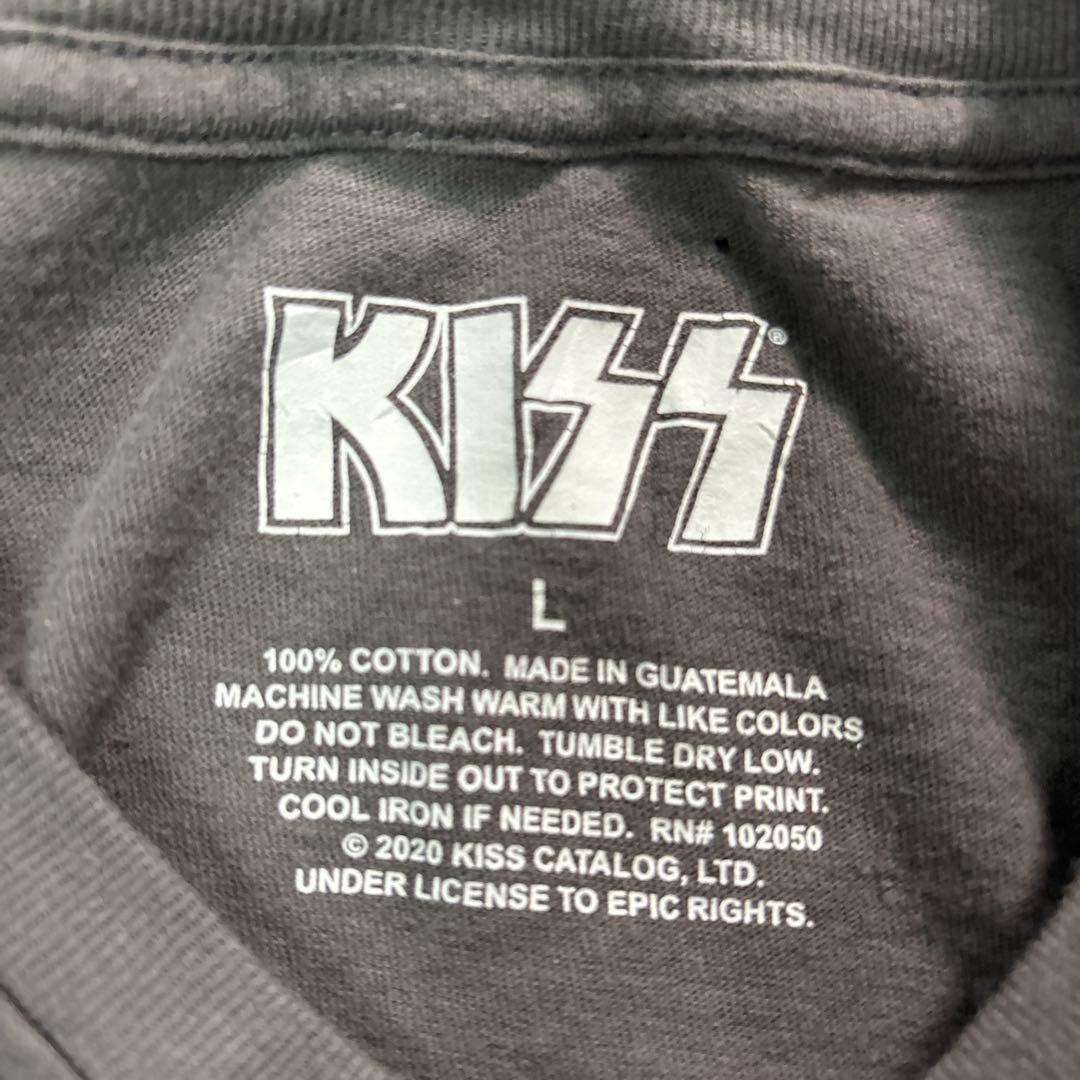 KISS®
L
100% COTTON. MADE IN GUATEMALA
MACHINE WASH WARM WITH LIKE COLORS
DO NOT BLEACH. TUMBLE DRY LOW.
TURN INSIDE OUT TO PROTECT PRINT.
COOL IRON IF NEEDED. RN# 102050
© 2020 KISS CATALOG, LTD.
UNDER LICENSE TO EPIC RIGHTS.